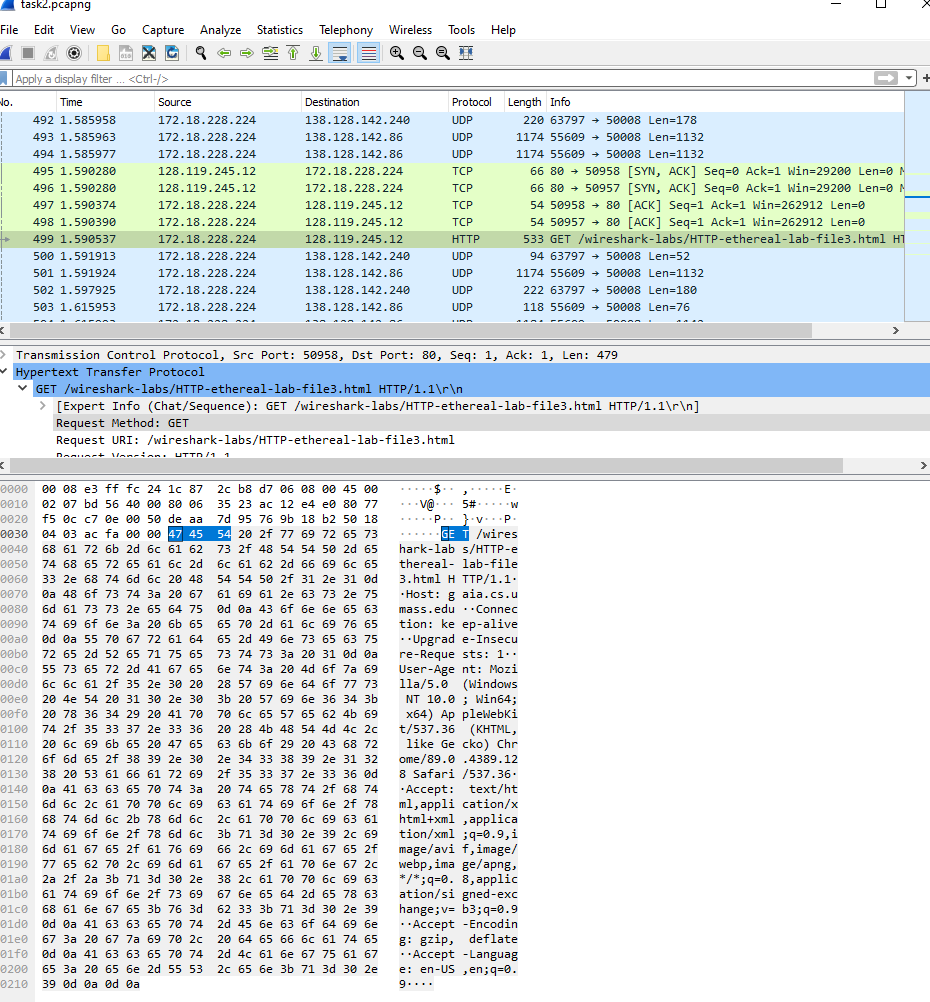 task2.pcapng
File Edit View Go Capture Analyze Statistics Telephony Wireless Tools Help
Apply a display filter ... <Ctrl-/>
No. Time Source Destination Protocol Length Info
492 1.585958 172.18.228.224 138.128.142.240 UDP 220 63797 → 50008 Len=178
493 1.585963 172.18.228.224 138.128.142.86 UDP 1174 55609 → 50008 Len=1132
494 1.585977 172.18.228.224 138.128.142.86 UDP 1174 55609 → 50008 Len=1132
495 1.590280 128.119.245.12 172.18.228.224 TCP 66 80 → 50958 [SYN, ACK] Seq=0 Ack=1 Win=29200 Len=0 M
496 1.590280 128.119.245.12 172.18.228.224 TCP 66 80 → 50957 [SYN, ACK] Seq=0 Ack=1 Win=29200 Len=0 M
497 1.590374 172.18.228.224 128.119.245.12 TCP 54 50958 → 80 [ACK] Seq=1 Ack=1 Win=262912 Len=0
498 1.590390 172.18.228.224 128.119.245.12 TCP 54 50957 → 80 [ACK] Seq=1 Ack=1 Win=262912 Len=0
499 1.590537 172.18.228.224 128.119.245.12 HTTP 533 GET /wireshark-labs/HTTP-ethereal-lab-file3.html HT
500 1.591913 172.18.228.224 138.128.142.240 UDP 94 63797 → 50008 Len=52
501 1.591924 172.18.228.224 138.128.142.86 UDP 1174 55609 → 50008 Len=1132
502 1.597925 172.18.228.224 138.128.142.240 UDP 222 63797 → 50008 Len=180
503 1.615953 172.18.228.224 138.128.142.86 UDP 118 55609 → 50008 Len=76
Transmission Control Protocol, Src Port: 50958, Dst Port: 80, Seq: 1, Ack: 1, Len: 479
Hypertext Transfer Protocol
GET /wireshark-labs/HTTP-ethereal-lab-file3.html HTTP/1.1\r\n
[Expert Info (Chat/Sequence): GET /wireshark-labs/HTTP-ethereal-lab-file3.html HTTP/1.1\r\n]
Request Method: GET
Request URI: /wireshark-labs/HTTP-ethereal-lab-file3.html
Request Version: HTTP/1.1
0000 00 08 e3 ff fc 24 1c 87 2c b8 d7 06 08 00 45 00 ·····$·· ,·····E·
0010 02 07 bd 56 40 00 80 06 35 23 ac 12 e4 e0 80 77 ···V@··· 5#·····w
0020 f5 0c c7 0e 00 50 de aa 7d 95 76 9b 18 b2 50 18 ·····P·· }·v···P·
0030 04 03 ac fa 00 00 47 45 54 20 2f 77 69 72 65 73 ······GE T /wires
0040 68 61 72 6b 2d 6c 61 62 73 2f 48 54 54 50 2d 65 hark-lab s/HTTP-e
0050 74 68 65 72 65 61 6c 2d 6c 61 62 2d 66 69 6c 65 thereal- lab-file
0060 33 2e 68 74 6d 6c 20 48 54 54 50 2f 31 2e 31 0d 3.html H TTP/1.1·
0070 0a 48 6f 73 74 3a 20 67 61 69 61 2e 63 73 2e 75 ·Host: g aia.cs.u
0080 6d 61 73 73 2e 65 64 75 0d 0a 43 6f 6e 6e 65 63 mass.edu ··Connec
0090 74 69 6f 6e 3a 20 6b 65 65 70 2d 61 6c 69 76 65 tion: ke ep-alive
00a0 0d 0a 55 70 67 72 61 64 65 2d 49 6e 73 65 63 75 ··Upgrad e-Insecu
00b0 72 65 2d 52 65 71 75 65 73 74 73 3a 20 31 0d 0a re-Reque sts: 1··
00c0 55 73 65 72 2d 41 67 65 6e 74 3a 20 4d 6f 7a 69 User-Age nt: Mozi
00d0 6c 6c 61 2f 35 2e 30 20 28 57 69 6e 64 6f 77 73 lla/5.0 (Windows
00e0 20 4e 54 20 31 30 2e 30 3b 20 57 69 6e 36 34 3b NT 10.0 ; Win64;
00f0 20 78 36 34 29 20 41 70 70 6c 65 57 65 62 4b 69 x64) Ap pleWebKi
0100 74 2f 35 33 37 2e 33 36 20 28 4b 48 54 4d 4c 2c t/537.36 (KHTML,
0110 20 6c 69 6b 65 20 47 65 63 6b 6f 29 20 43 68 72 like Ge cko) Chr
0120 6f 6d 65 2f 38 39 2e 30 2e 34 33 38 39 2e 31 32 ome/89.0 .4389.12
0130 38 20 53 61 66 61 72 69 2f 35 33 37 2e 33 36 0d 8 Safari /537.36·
0140 0a 41 63 63 65 70 74 3a 20 74 65 78 74 2f 68 74 ·Accept: text/ht
0150 6d 6c 2c 61 70 70 6c 69 63 61 74 69 6f 6e 2f 78 ml,appli cation/x
0160 68 74 6d 6c 2b 78 6d 6c 2c 61 70 70 6c 69 63 61 html+xml ,applica
0170 74 69 6f 6e 2f 78 6d 6c 3b 71 3d 30 2e 39 2c 69 tion/xml ;q=0.9,i
0180 6d 61 67 65 2f 61 76 69 66 2c 69 6d 61 67 65 2f mage/avi f,image/
0190 77 65 62 70 2c 69 6d 61 67 65 2f 61 70 6e 67 2c webp,ima ge/apng,
01a0 2a 2f 2a 3b 71 3d 30 2e 38 2c 61 70 70 6c 69 63 */*;q=0. 8,applic
01b0 61 74 69 6f 6e 2f 73 69 67 6e 65 64 2d 65 78 63 ation/si gned-exc
01c0 68 61 6e 67 65 3b 76 3d 62 33 3b 71 3d 30 2e 39 hange;v= b3;q=0.9
01d0 0d 0a 41 63 63 65 70 74 2d 45 6e 63 6f 64 69 6e ··Accept -Encodin
01e0 67 3a 20 67 7a 69 70 2c 20 64 65 66 6c 61 74 65 g: gzip, deflate
01f0 0d 0a 41 63 63 65 70 74 2d 4c 61 6e 67 75 61 67 ··Accept -Languag
0200 65 3a 20 65 6e 2d 55 53 2c 65 6e 3b 71 3d 30 2e e: en-US ,en;q=0.
0210 39 0d 0a 0d 0a 9····